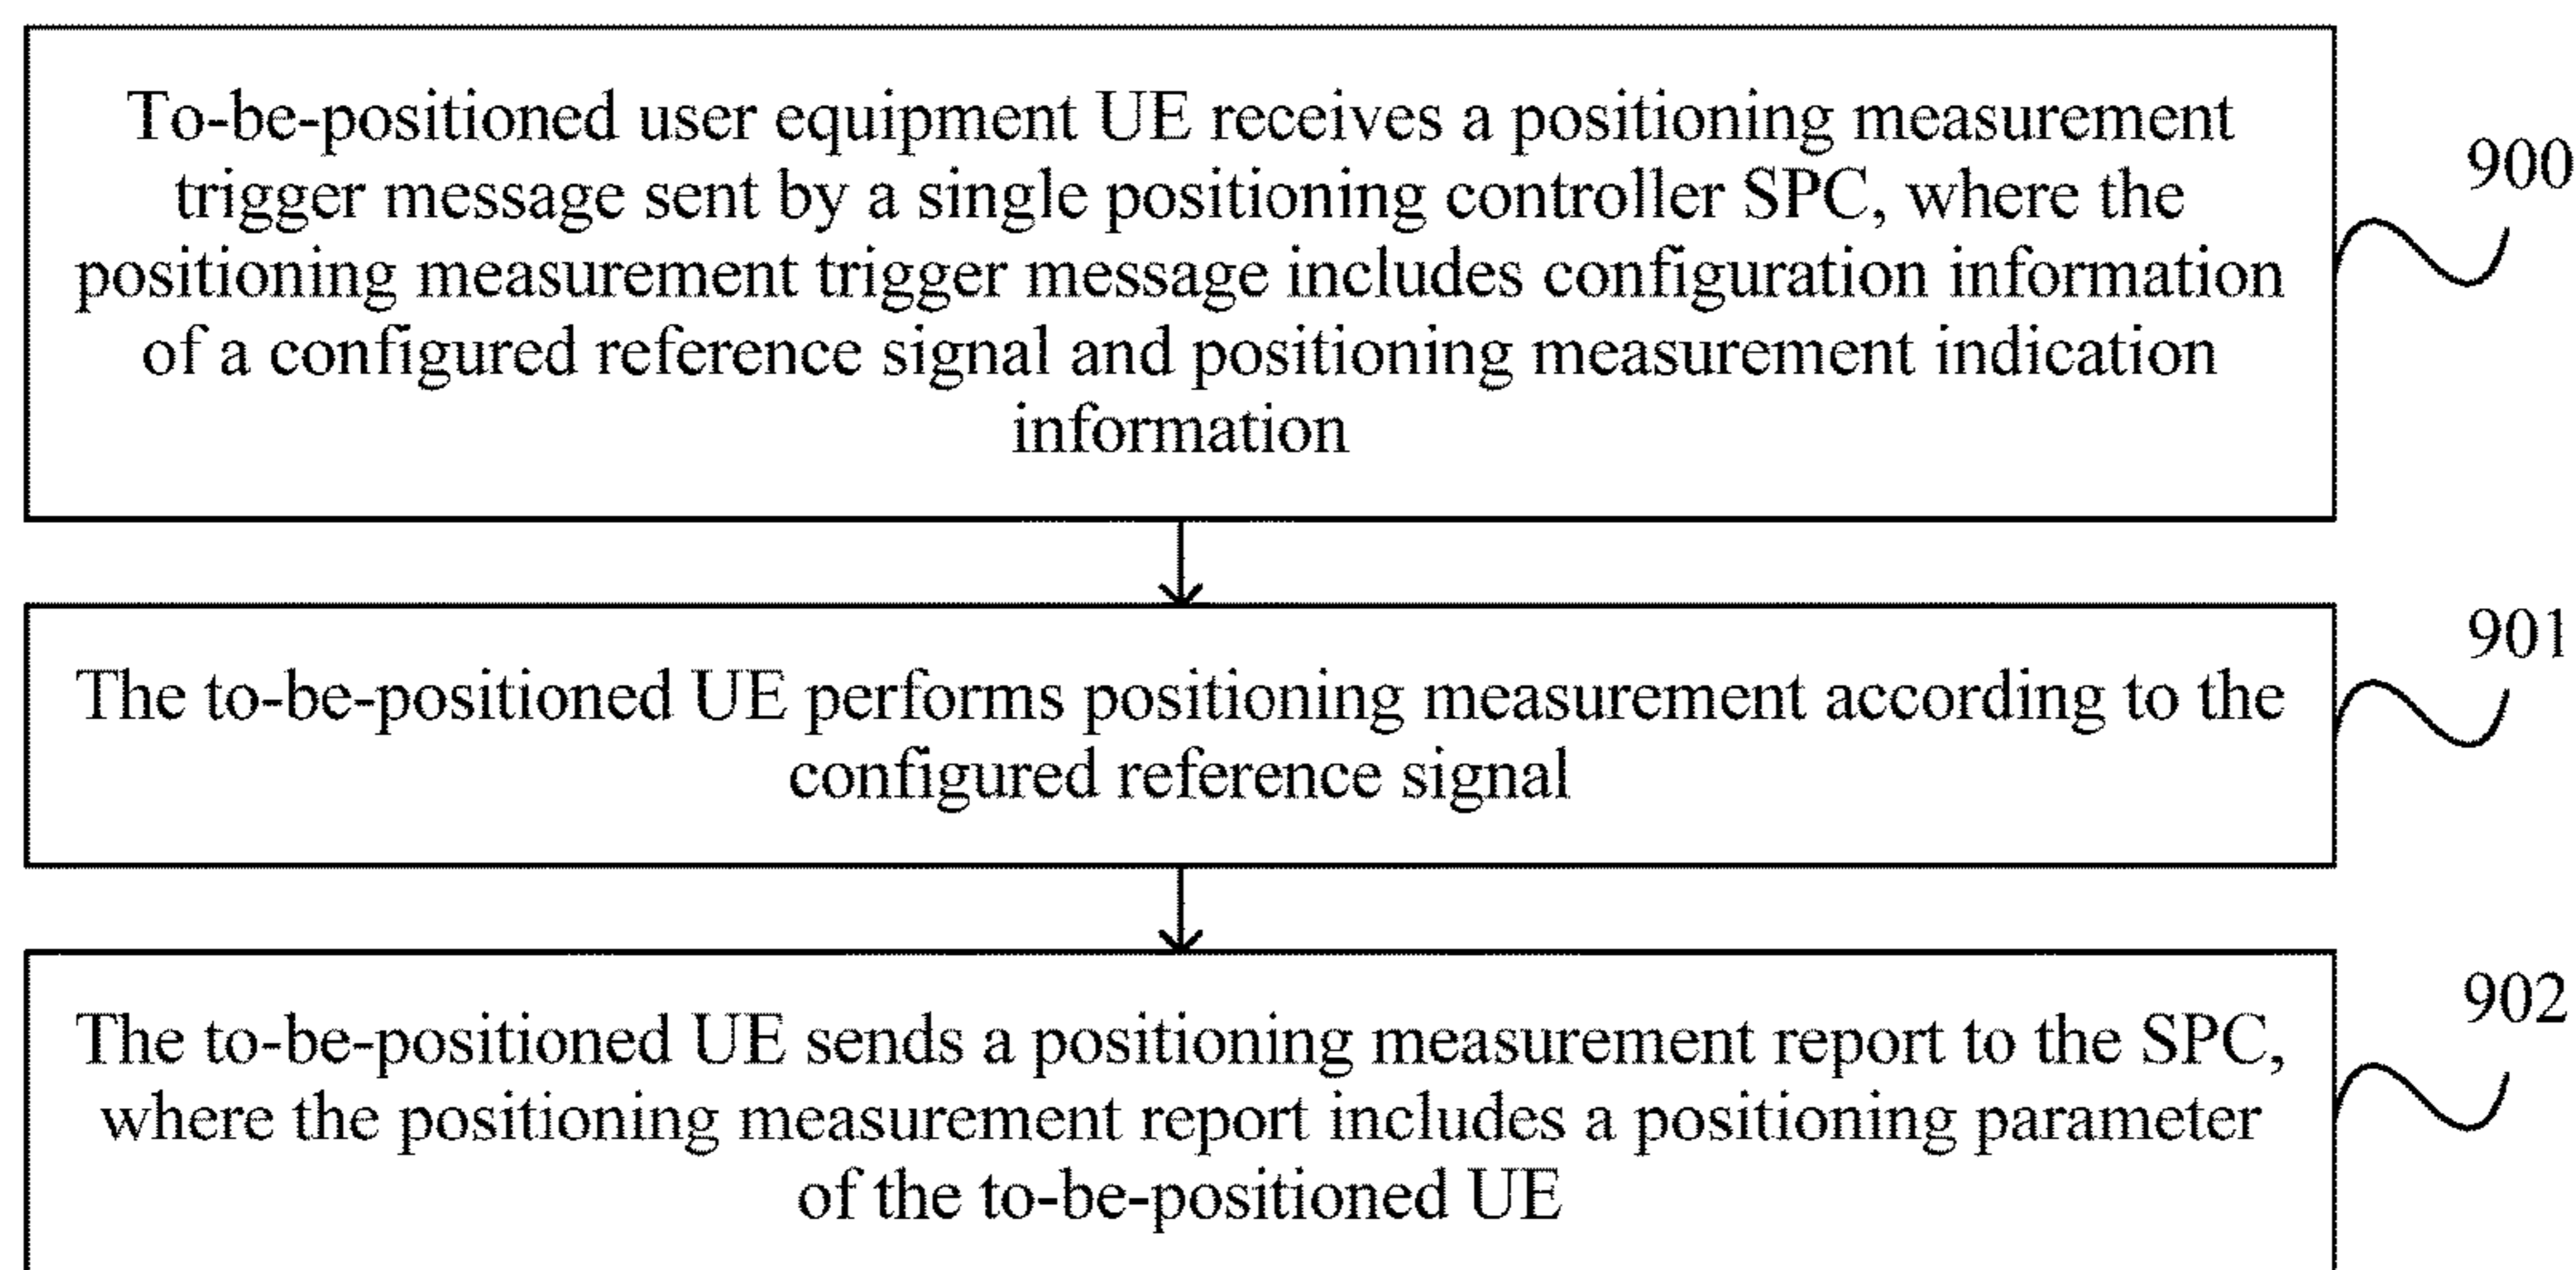 To-be-positioned user equipment UE receives a positioning measurement
trigger message sent by a single positioning controller SPC, where the
positioning measurement trigger message includes configuration information
of a configured reference signal and positioning measurement indication
information
900
The to-be-positioned UE performs positioning measurement according to the
configured reference signal
901
The to-be-positioned UE sends a positioning measurement report to the SPC,
where the positioning measurement report includes a positioning parameter
of the to-be-positioned UE
902